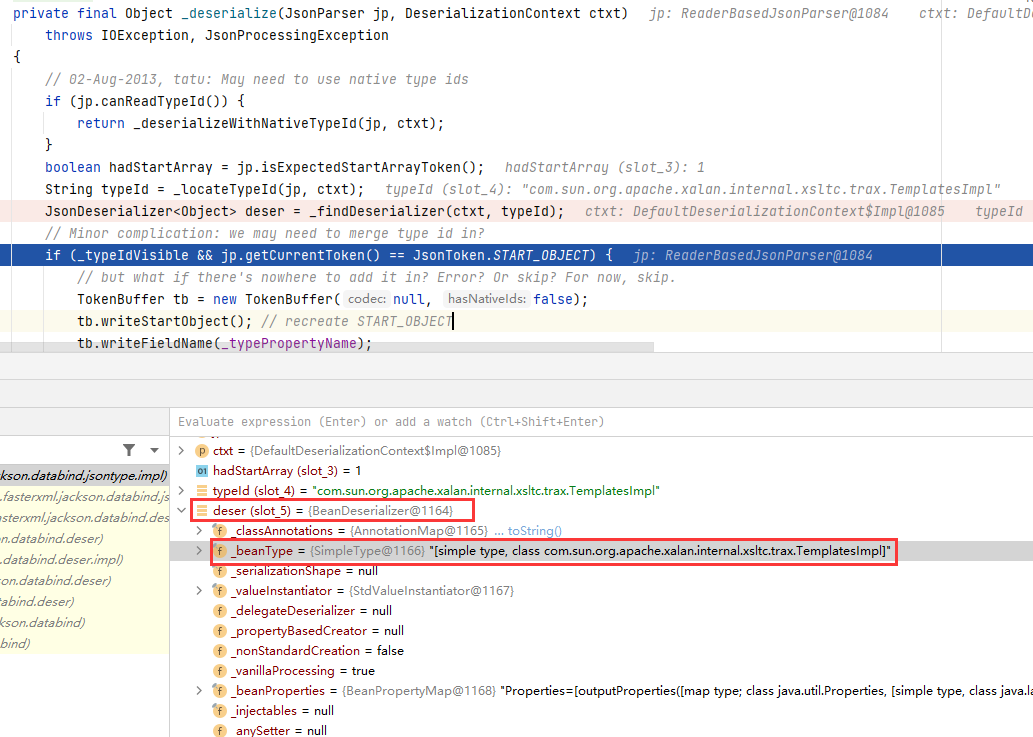 private final Object _deserialize(JsonParser jp, DeserializationContext ctxt)   jp: ReaderBasedJsonParser@1084    ctxt: DefaultD
throws IOException, JsonProcessingException
{
// 02-Aug-2013, tatu: May need to use native type ids
if (jp.canReadTypeId()) {
return _deserializeWithNativeTypeId(jp, ctxt);
}
boolean hadStartArray = jp.isExpectedStartArrayToken();   hadStartArray (slot_3): 1
String typeId = _locateTypeId(jp, ctxt);   typeId (slot_4): "com.sun.org.apache.xalan.internal.xsltc.trax.TemplatesImpl"
JsonDeserializer<Object> deser = _findDeserializer(ctxt, typeId);   ctxt: DefaultDeserializationContext$Impl@1085    typeId
// Minor complication: we may need to merge type id in?
if (_typeIdVisible && jp.getCurrentToken() == JsonToken.START_OBJECT) {   jp: ReaderBasedJsonParser@1084
// but what if there's nowhere to add it in? Error? Or skip? For now, skip.
TokenBuffer tb = new TokenBuffer( codec: null,  hasNativeIds: false);
tb.writeStartObject(); // recreate START_OBJECT
tb.writeFieldName(_typePropertyName);
Evaluate expression (Enter) or add a watch (Ctrl+Shift+Enter)
ctxt = {DefaultDeserializationContext$Impl@1085}
hadStartArray (slot_3) = 1
kson.databind.jsontype.impl)
typeId (slot_4) = "com.sun.org.apache.xalan.internal.xsltc.trax.TemplatesImpl"
.fasterxml.jackson.databind.js
deser (slot_5) = {BeanDeserializer@1164}
asterxml.jackson.databind.des
_classAnnotations = {AnnotationMap@1165} ... toString()
n.databind.deser)
_beanType = {SimpleType@1166} "[simple type, class com.sun.org.apache.xalan.internal.xsltc.trax.TemplatesImpl]"
n.databind.deser.impl)
_serializationShape = null
son.databind.deser)
_valueInstantiator = {StdValueInstantiator@1167}
tabind.deser)
_delegateDeserializer = null
kson.databind)
_propertyBasedCreator = null
bind)
_nonStandardCreation = false
_vanillaProcessing = true
_beanProperties = {BeanPropertyMap@1168} "Properties=[outputProperties([map type; class java.util.Properties, [simple type, class java.la
_injectables = null
anySetter = null